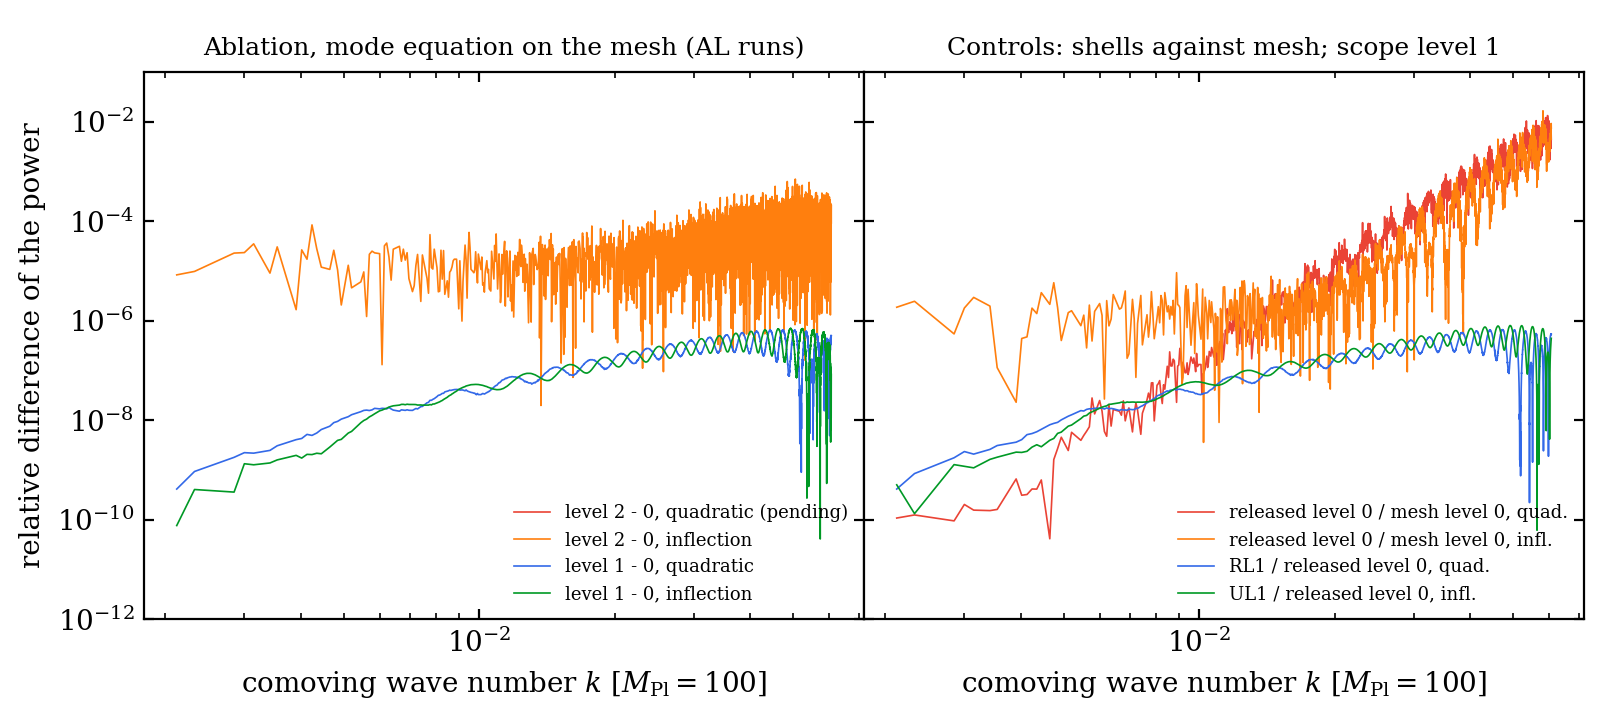 Ablation, mode equation on the mesh (AL runs)
Controls: shells against mesh; scope level 1
relative difference of the power
10−2
10−4
10−6
10−8
10−10
10−12
level 2 - 0, quadratic (pending)
level 2 - 0, inflection
level 1 - 0, quadratic
level 1 - 0, inflection
released level 0 / mesh level 0, quad.
released level 0 / mesh level 0, infl.
RL1 / released level 0, quad.
UL1 / released level 0, infl.
10−2
10−2
comoving wave number k [MPl = 100]
comoving wave number k [MPl = 100]